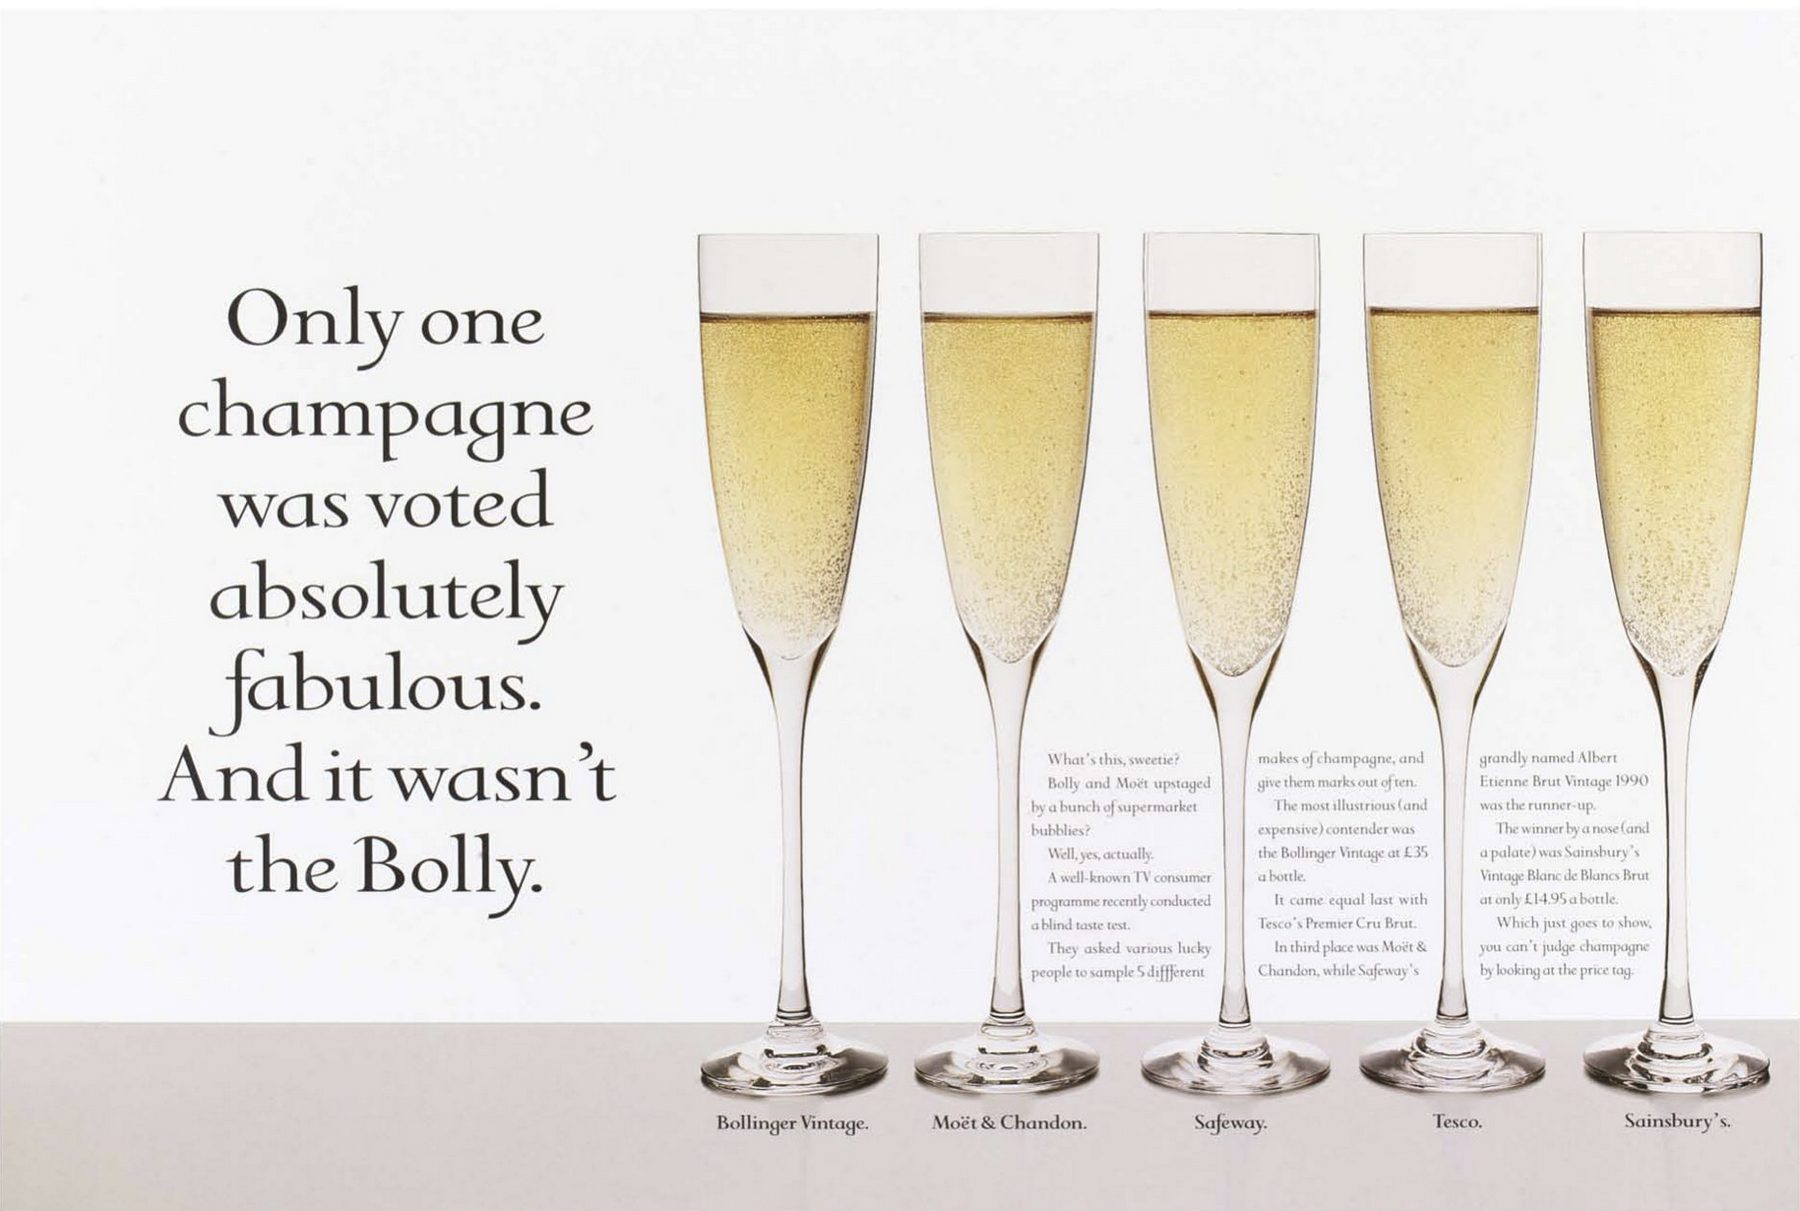 Only one
champagne
was voted
absolutely
fabulous.
And it wasn't
the Bolly.
What's this, sweetie?
Bolly and Moët upstaged
by a bunch of supermarket
bubblies?
Well, yes, actually.
A well-known TV consumer
programme recently conducted
a blind taste test.
They asked various lucky
people to sample 5 diffferent
makes of champagne, and
give them marks out of ten.
The most illustrious (and
expensive) contender was
the Bollinger Vintage at £35
a bottle.
It came equal last with
Tesco's Premier Cru Brut.
In third place was Moët &
Chandon, while Safeway's
grandly named Albert
Etienne Brut Vintage 1990
was the runner-up.
The winner by a nose (and
a palate) was Sainsbury's
Vintage Blanc de Blancs Brut
at only £14.95 a bottle.
Which just goes to show,
you can't judge champagne
by looking at the price tag.
Bollinger Vintage.
Moët & Chandon.
Safeway.
Tesco.
Sainsbury's.